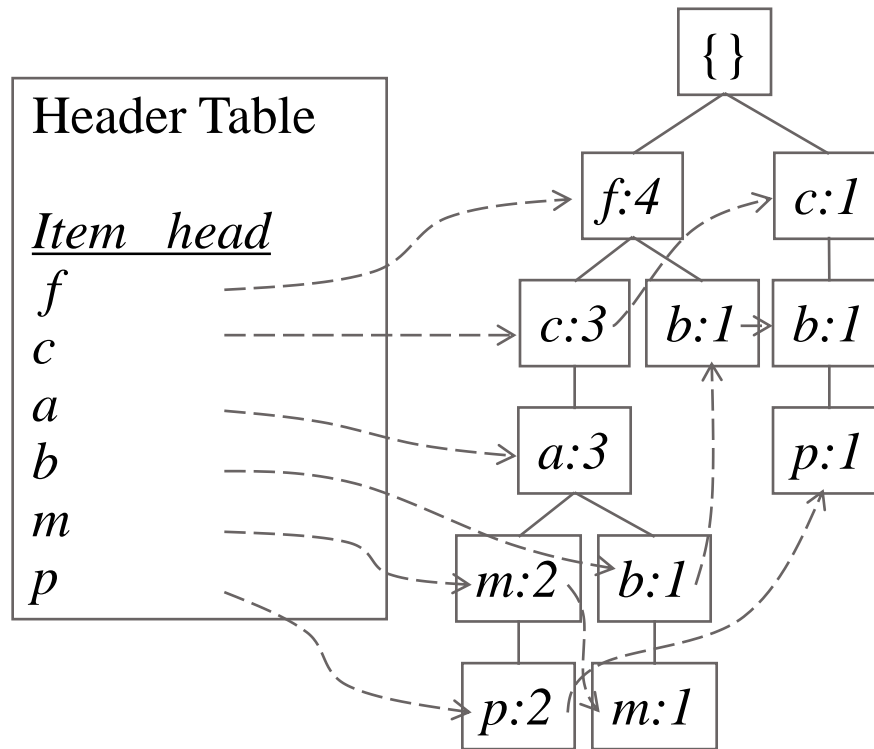 Header Table
Item head
f
c
a
b
m
p
{}
f:4 c:1
c:3 b:1 b:1
a:3 p:1
m:2 b:1
p:2 m:1